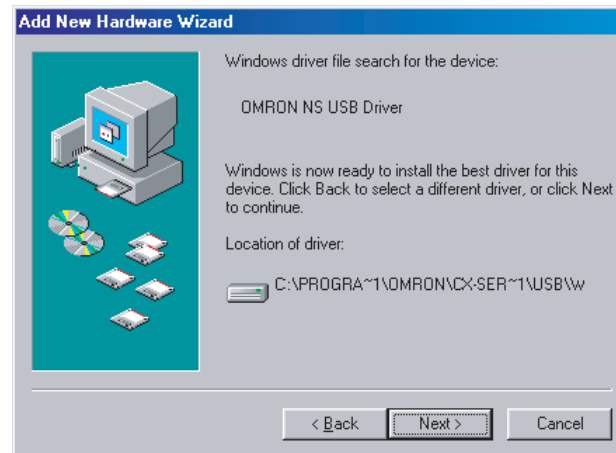 Add New Hardware Wizard
Windows driver file search for the device:
OMRON NS USB Driver
Windows is now ready to install the best driver for this
device. Click Back to select a different driver, or click Next
to continue.
Location of driver:
C:\PROGRA~1\OMRON\CX-SER~1\USB\W
< Back Next > Cancel